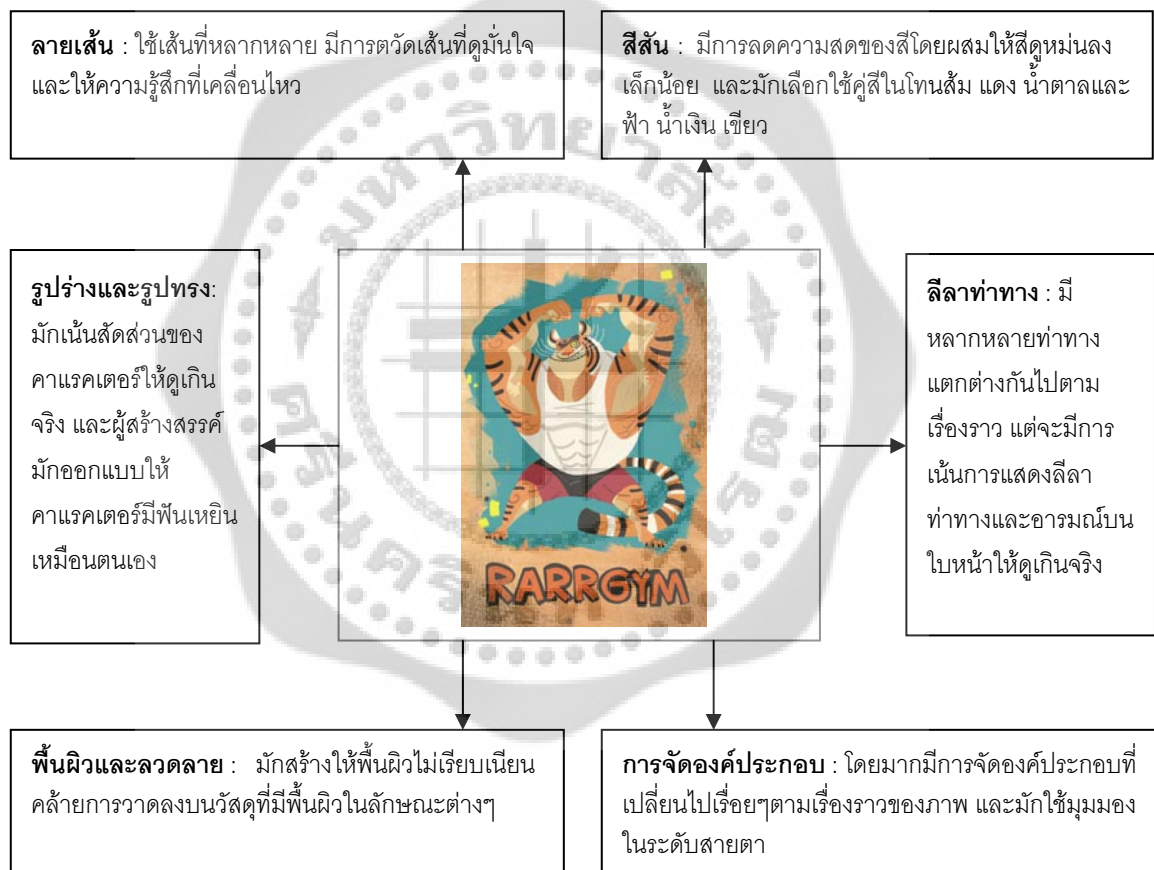 ลายเส้น : ใช้เส้นที่หลากหลาย มีการตวัดเส้นที่ดูมั่นใจ
และให้ความรู้สึกที่เคลื่อนไหว
สีสัน : มีการลดความสดของสีโดยผสมให้สีดูหม่นลง
เล็กน้อย และมักเลือกใช้คู่สีในโทนส้ม แดง น้ำตาลและ
ฟ้า น้ำเงิน เขียว
รูปร่างและรูปทรง:
มักเน้นสัดส่วนของ
คาแรคเตอร์ให้ดูเกิน
จริง และผู้สร้างสรรค์
มักออกแบบให้
คาแรคเตอร์มีฟันเหยิน
เหมือนตนเอง
RARRGYM
ลีลาท่าทาง : มี
หลากหลายท่าทาง
แตกต่างกันไปตาม
เรื่องราว แต่จะมีการ
เน้นการแสดงลีลา
ท่าทางและอารมณ์บน
ใบหน้าให้ดูเกินจริง
พื้นผิวและลวดลาย : มักสร้างให้พื้นผิวไม่เรียบเนียน
คล้ายการวาดลงบนวัสดุที่มีพื้นผิวในลักษณะต่างๆ
การจัดองค์ประกอบ : โดยมากมีการจัดองค์ประกอบที่
เปลี่ยนไปเรื่อยๆตามเรื่องราวของภาพ และมักใช้มุมมอง
ในระดับสายตา
มหาวิทยาลัย
ศรีนครินทรวิโรฒ